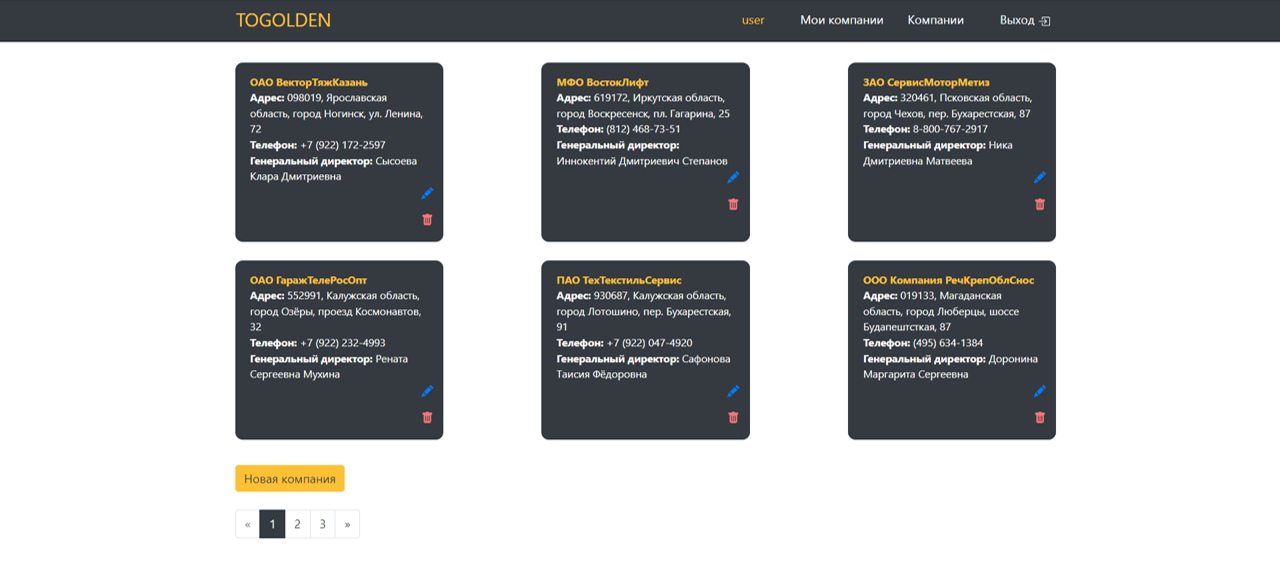 TOGOLDEN
user
Мои компании
Компании
Выход
ОАО ВекторТяжКазань
Адрес: 098019, Ярославская
область, город Ногинск, ул. Ленина,
72
Телефон: +7 (922) 172-2597
Генеральный директор: Сысоева
Клара Дмитриевна
МФО ВостокЛифт
Адрес: 619172, Иркутская область,
город Воскресенск, пл. Гагарина, 25
Телефон: (812) 468-73-51
Генеральный директор:
Иннокентий Дмитриевич Степанов
ЗАО СервисМоторМетиз
Адрес: 320461, Псковская область,
город Чехов, пер. Бухарестская, 87
Телефон: 8-800-767-2917
Генеральный директор: Ника
Дмитриевна Матвеева
ОАО ГаражТелеРосОпт
Адрес: 552991, Калужская область,
город Озёры, проезд Космонавтов,
32
Телефон: +7 (922) 232-4993
Генеральный директор: Рената
Сергеевна Мухина
ПАО ТехТекстильСервис
Адрес: 930687, Калужская область,
город Лотошино, пер. Бухарестская,
91
Телефон: +7 (922) 047-4920
Генеральный директор: Сафонова
Таисия Фёдоровна
ООО Компания РечКрепОблСнос
Адрес: 019133, Магаданская
область, город Люберцы, шоссе
Будапештсткая, 87
Телефон: (495) 634-1384
Генеральный директор: Доронина
Маргарита Сергеевна
Новая компания
« 1 2 3 »